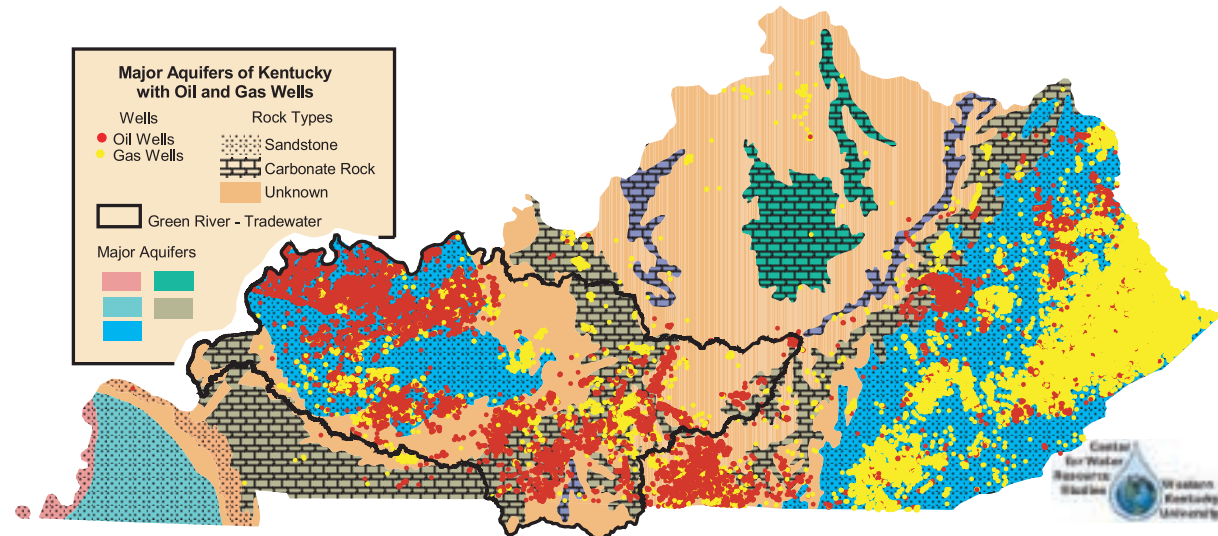 Major Aquifers of Kentucky
with Oil and Gas Wells
Wells
Oil Wells
Gas Wells
Rock Types
Sandstone
Carbonate Rock
Unknown
Green River - Tradewater
Major Aquifers
Center
for Water
Resource
Studies
Western
Kentucky
University